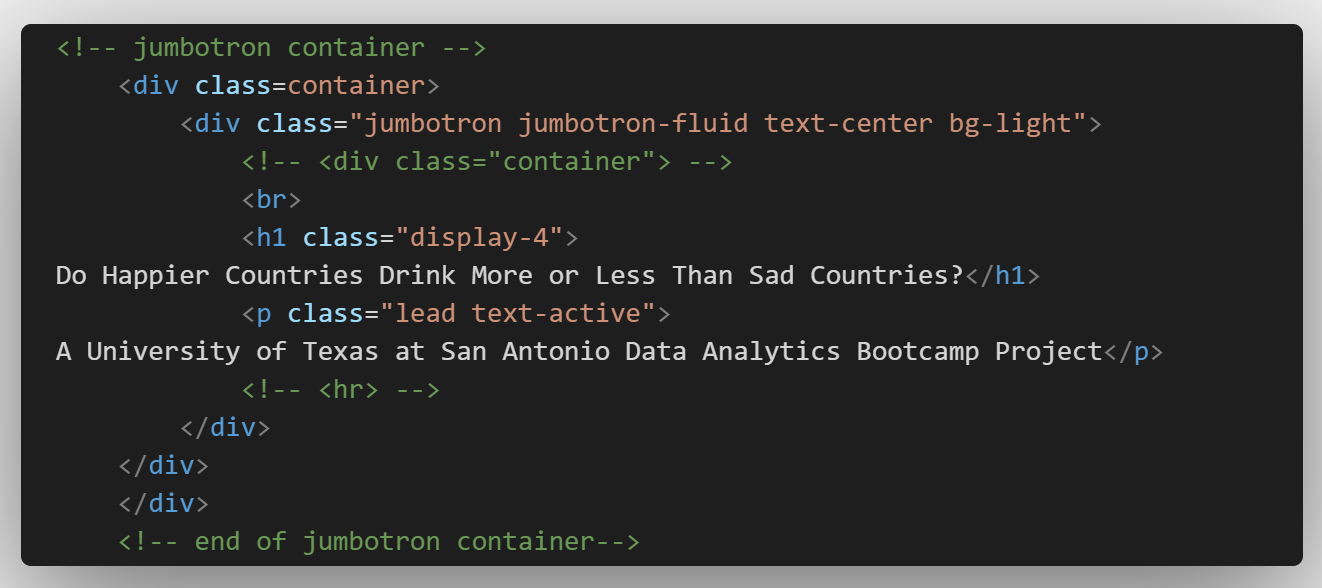 <!-- jumbotron container -->
    <div class=container>
        <div class="jumbotron jumbotron-fluid text-center bg-light">
            <!-- <div class="container"> -->
            <br>
            <h1 class="display-4">
Do Happier Countries Drink More or Less Than Sad Countries?</h1>
            <p class="lead text-active">
A University of Texas at San Antonio Data Analytics Bootcamp Project</p>
            <!-- <hr> -->
        </div>
    </div>
    </div>
    <!-- end of jumbotron container-->